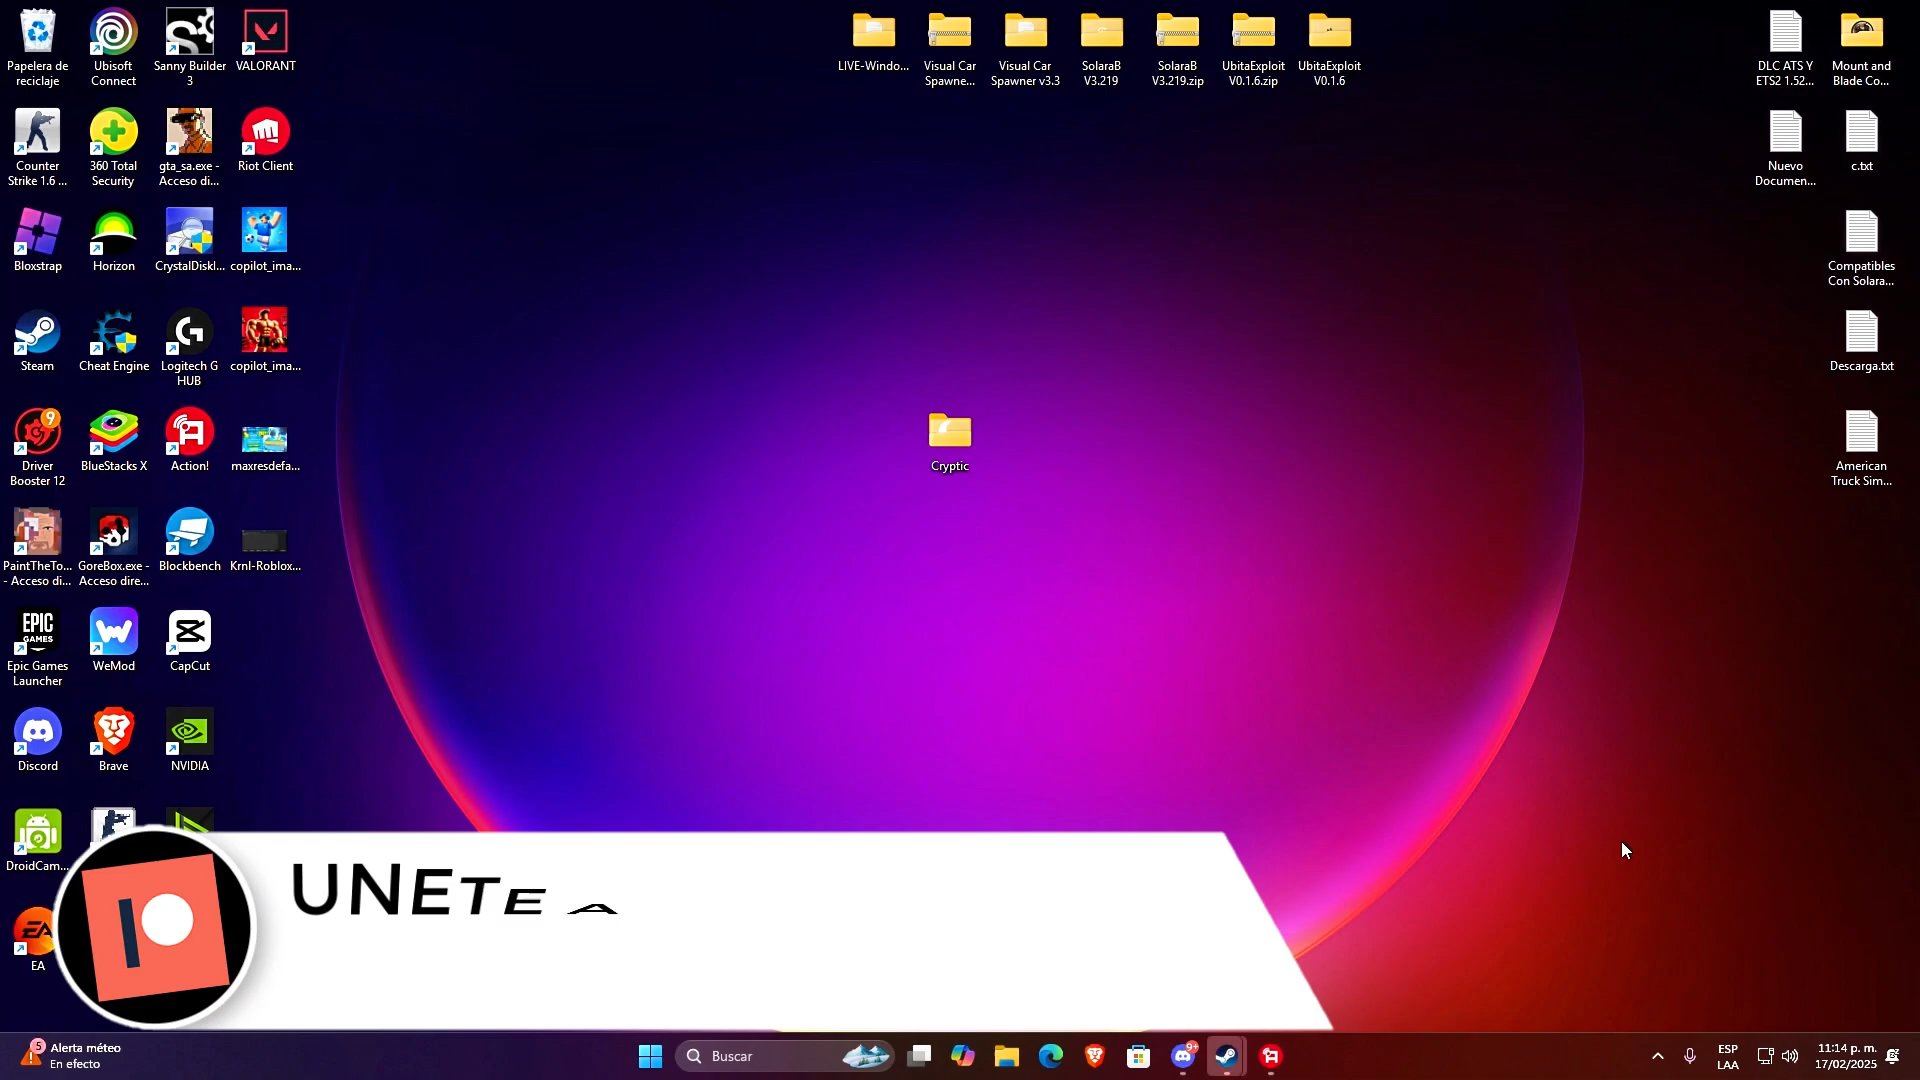 Papelera de
reciclaje
Ubisoft
Connect
Sanny Builder
3
VALORANT
LIVE-Windo...
Visual Car
Spawne...
Visual Car
Spawner v3.3
SolaraB
V3.219
SolaraB
V3.219.zip
UbitaExploit
V0.1.6.zip
UbitaExploit
V0.1.6
DLC ATS Y
ETS2 1.52...
Mount and
Blade Co...
Counter
Strike 1.6 ...
360 Total
Security
gta_sa.exe -
Acceso di...
Riot Client
Nuevo
Documen...
c.txt
Bloxstrap
Horizon
CrystalDiskI...
copilot_ima...
Compatibles
Con Solara...
Steam
Cheat Engine
Logitech G
HUB
copilot_ima...
Descarga.txt
9
Driver
Booster 12
BlueStacks X
Action!
maxresdefa...
Cryptic
American
Truck Sim...
PaintTheTo...
- Acceso di...
GoreBox.exe -
Acceso dire...
Blockbench
Krnl-Roblox...
EPIC
GAMES
Epic Games
Launcher
WeMod
CapCut
Discord
Brave
NVIDIA
DroidCam...
UNETE A
EA
EA
5
Alerta méteo
En efecto
Buscar
9+
ESP
LAA
11:14 p. m.
17/02/2025